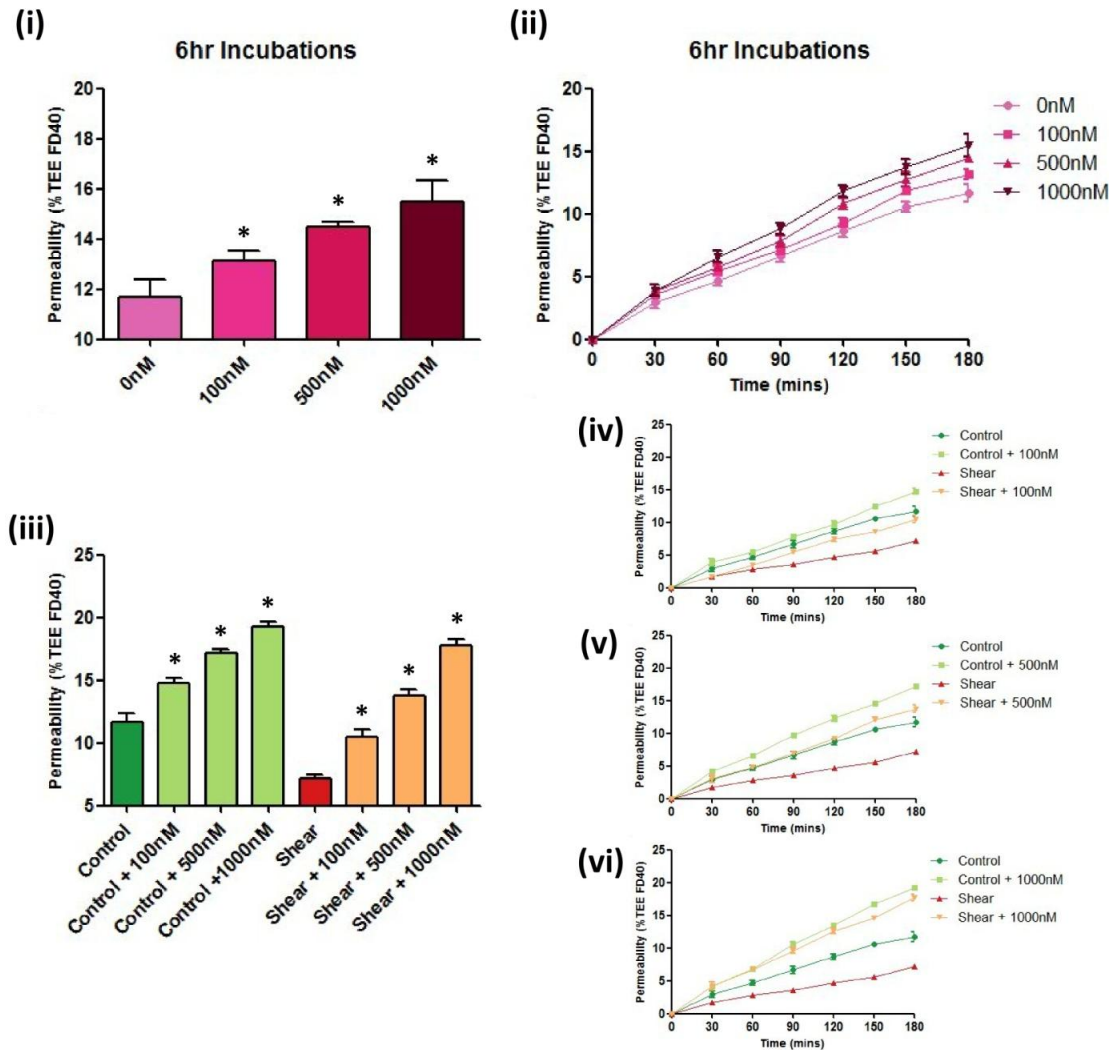 (i)
6hr Incubations
Permeability (% TEE FD40)
20
18
16
14
12
10
*
*
*
0nM
100nM
500nM
1000nM
(ii)
6hr Incubations
Permeability (% TEE FD40)
20
15
10
5
0
0 30 60 90 120 150 180
Time (mins)
0nM
100nM
500nM
1000nM
(iii)
Permeability (% TEE FD40)
25
20
15
10
5
*
*
*
*
*
*
Control
Control + 100nM
Control + 500nM
Control +1000nM
Shear
Shear + 100nM
Shear + 500nM
Shear + 1000nM
(iv)
Permeability (% TEE FD40)
25
20
15
10
5
0
0 30 60 90 120 150 180
Time (mins)
Control
Control + 100nM
Shear
Shear + 100nM
(v)
Permeability (% TEE FD40)
25
20
15
10
5
0
0 30 60 90 120 150 180
Time (mins)
Control
Control + 500nM
Shear
Shear + 500nM
(vi)
Permeability (% TEE FD40)
25
20
15
10
5
0
0 30 60 90 120 150 180
Time (mins)
Control
Control + 1000nM
Shear
Shear + 1000nM